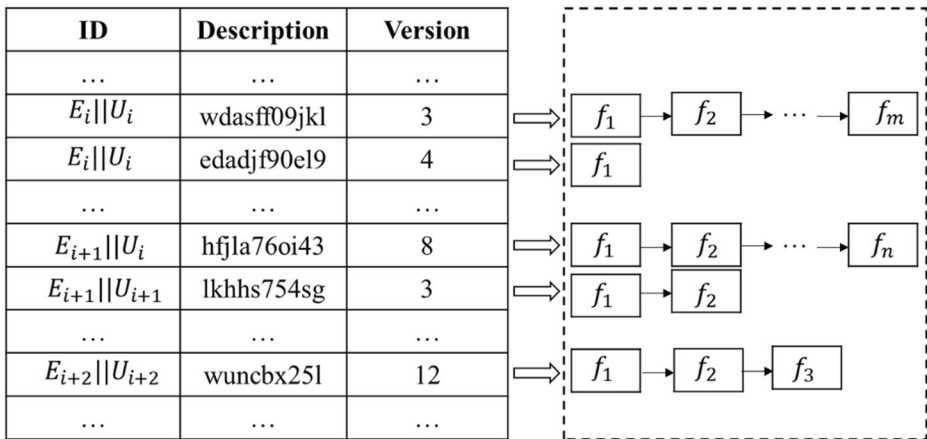 ID Description Version
... ... ...
E_i||U_i wdasff09jkl 3 f_1 f_2 ... f_m
E_i||U_i edadjf90el9 4 f_1
... ... ...
E_{i+1}||U_i hfjla76oi43 8 f_1 f_2 ... f_n
E_{i+1}||U_{i+1} lkhhs754sg 3 f_1 f_2
... ... ...
E_{i+2}||U_{i+2} wuncbx25l 12 f_1 f_2 f_3
... ... ...